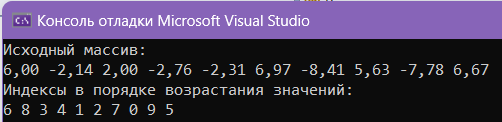 Консоль отладки Microsoft Visual Studio
Исходный массив:
6,00 -2,14 2,00 -2,76 -2,31 6,97 -8,41 5,63 -7,78 6,67
Индексы в порядке возрастания значений:
6 8 3 4 1 2 7 0 9 5